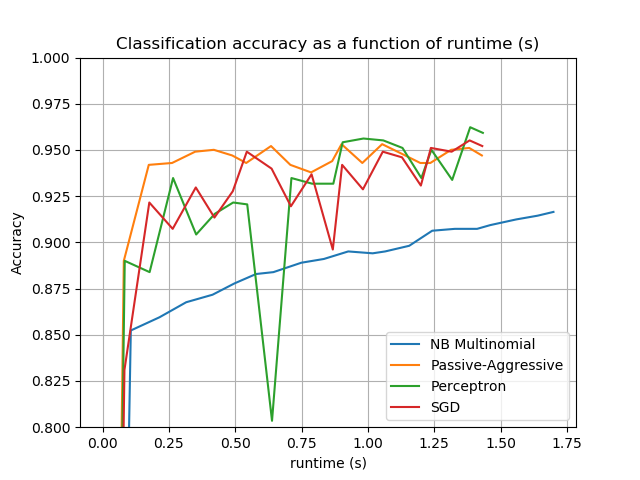 Classification accuracy as a function of runtime (s)
1.000
0.975
0.950
0.925
0.900
0.875
0.850
0.825
0.800
Accuracy
NB Multinomial
Passive-Aggressive
Perceptron
SGD
0.00 0.25 0.50 0.75 1.00 1.25 1.50 1.75
runtime (s)